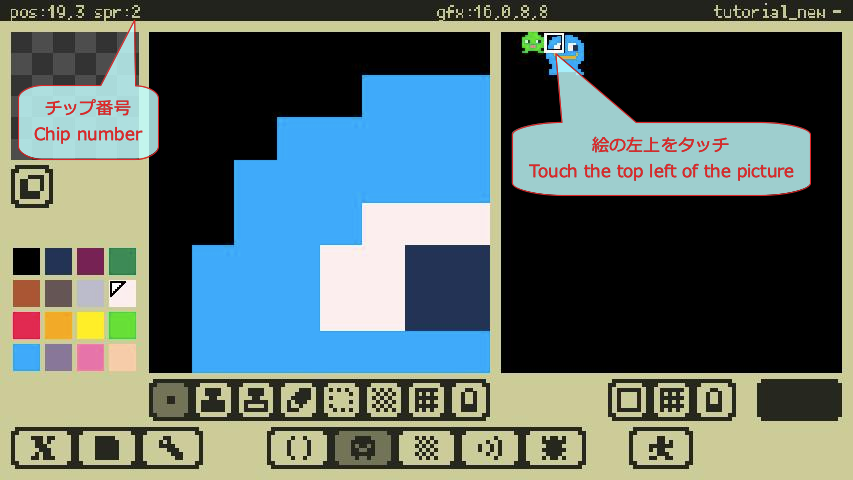 pos:19,3 spr:2
gfx:16,0,8,8
tutorial_new
チップ番号
Chip number
絵の左上をタッチ
Touch the top left of the picture